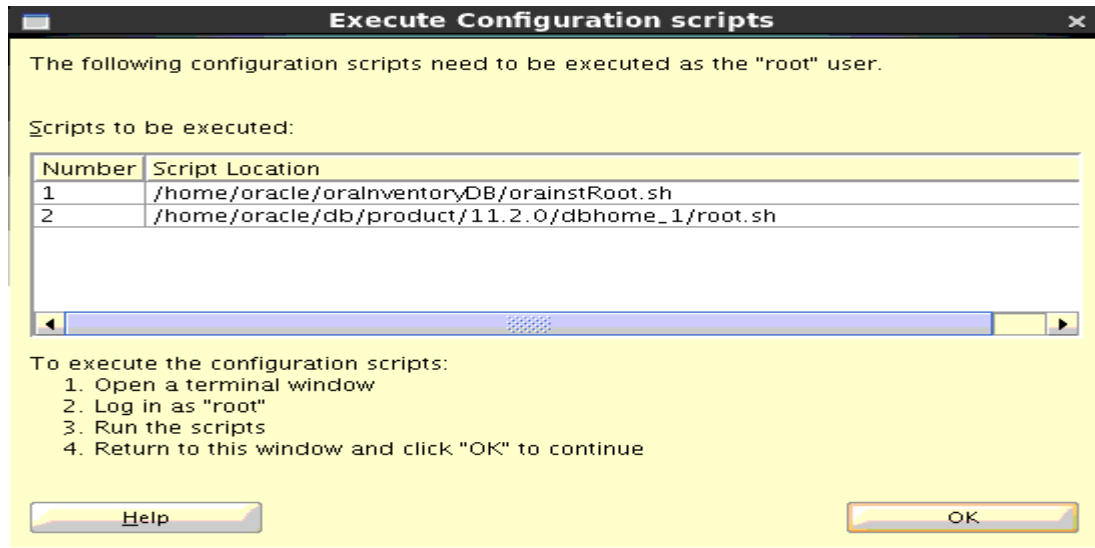 Execute Configuration scripts
The following configuration scripts need to be executed as the "root" user.
Scripts to be executed:
Number Script Location
1 /home/oracle/oraInventoryDB/orainstRoot.sh
2 /home/oracle/db/product/11.2.0/dbhome_1/root.sh
To execute the configuration scripts:
1. Open a terminal window
2. Log in as "root"
3. Run the scripts
4. Return to this window and click "OK" to continue
Help OK